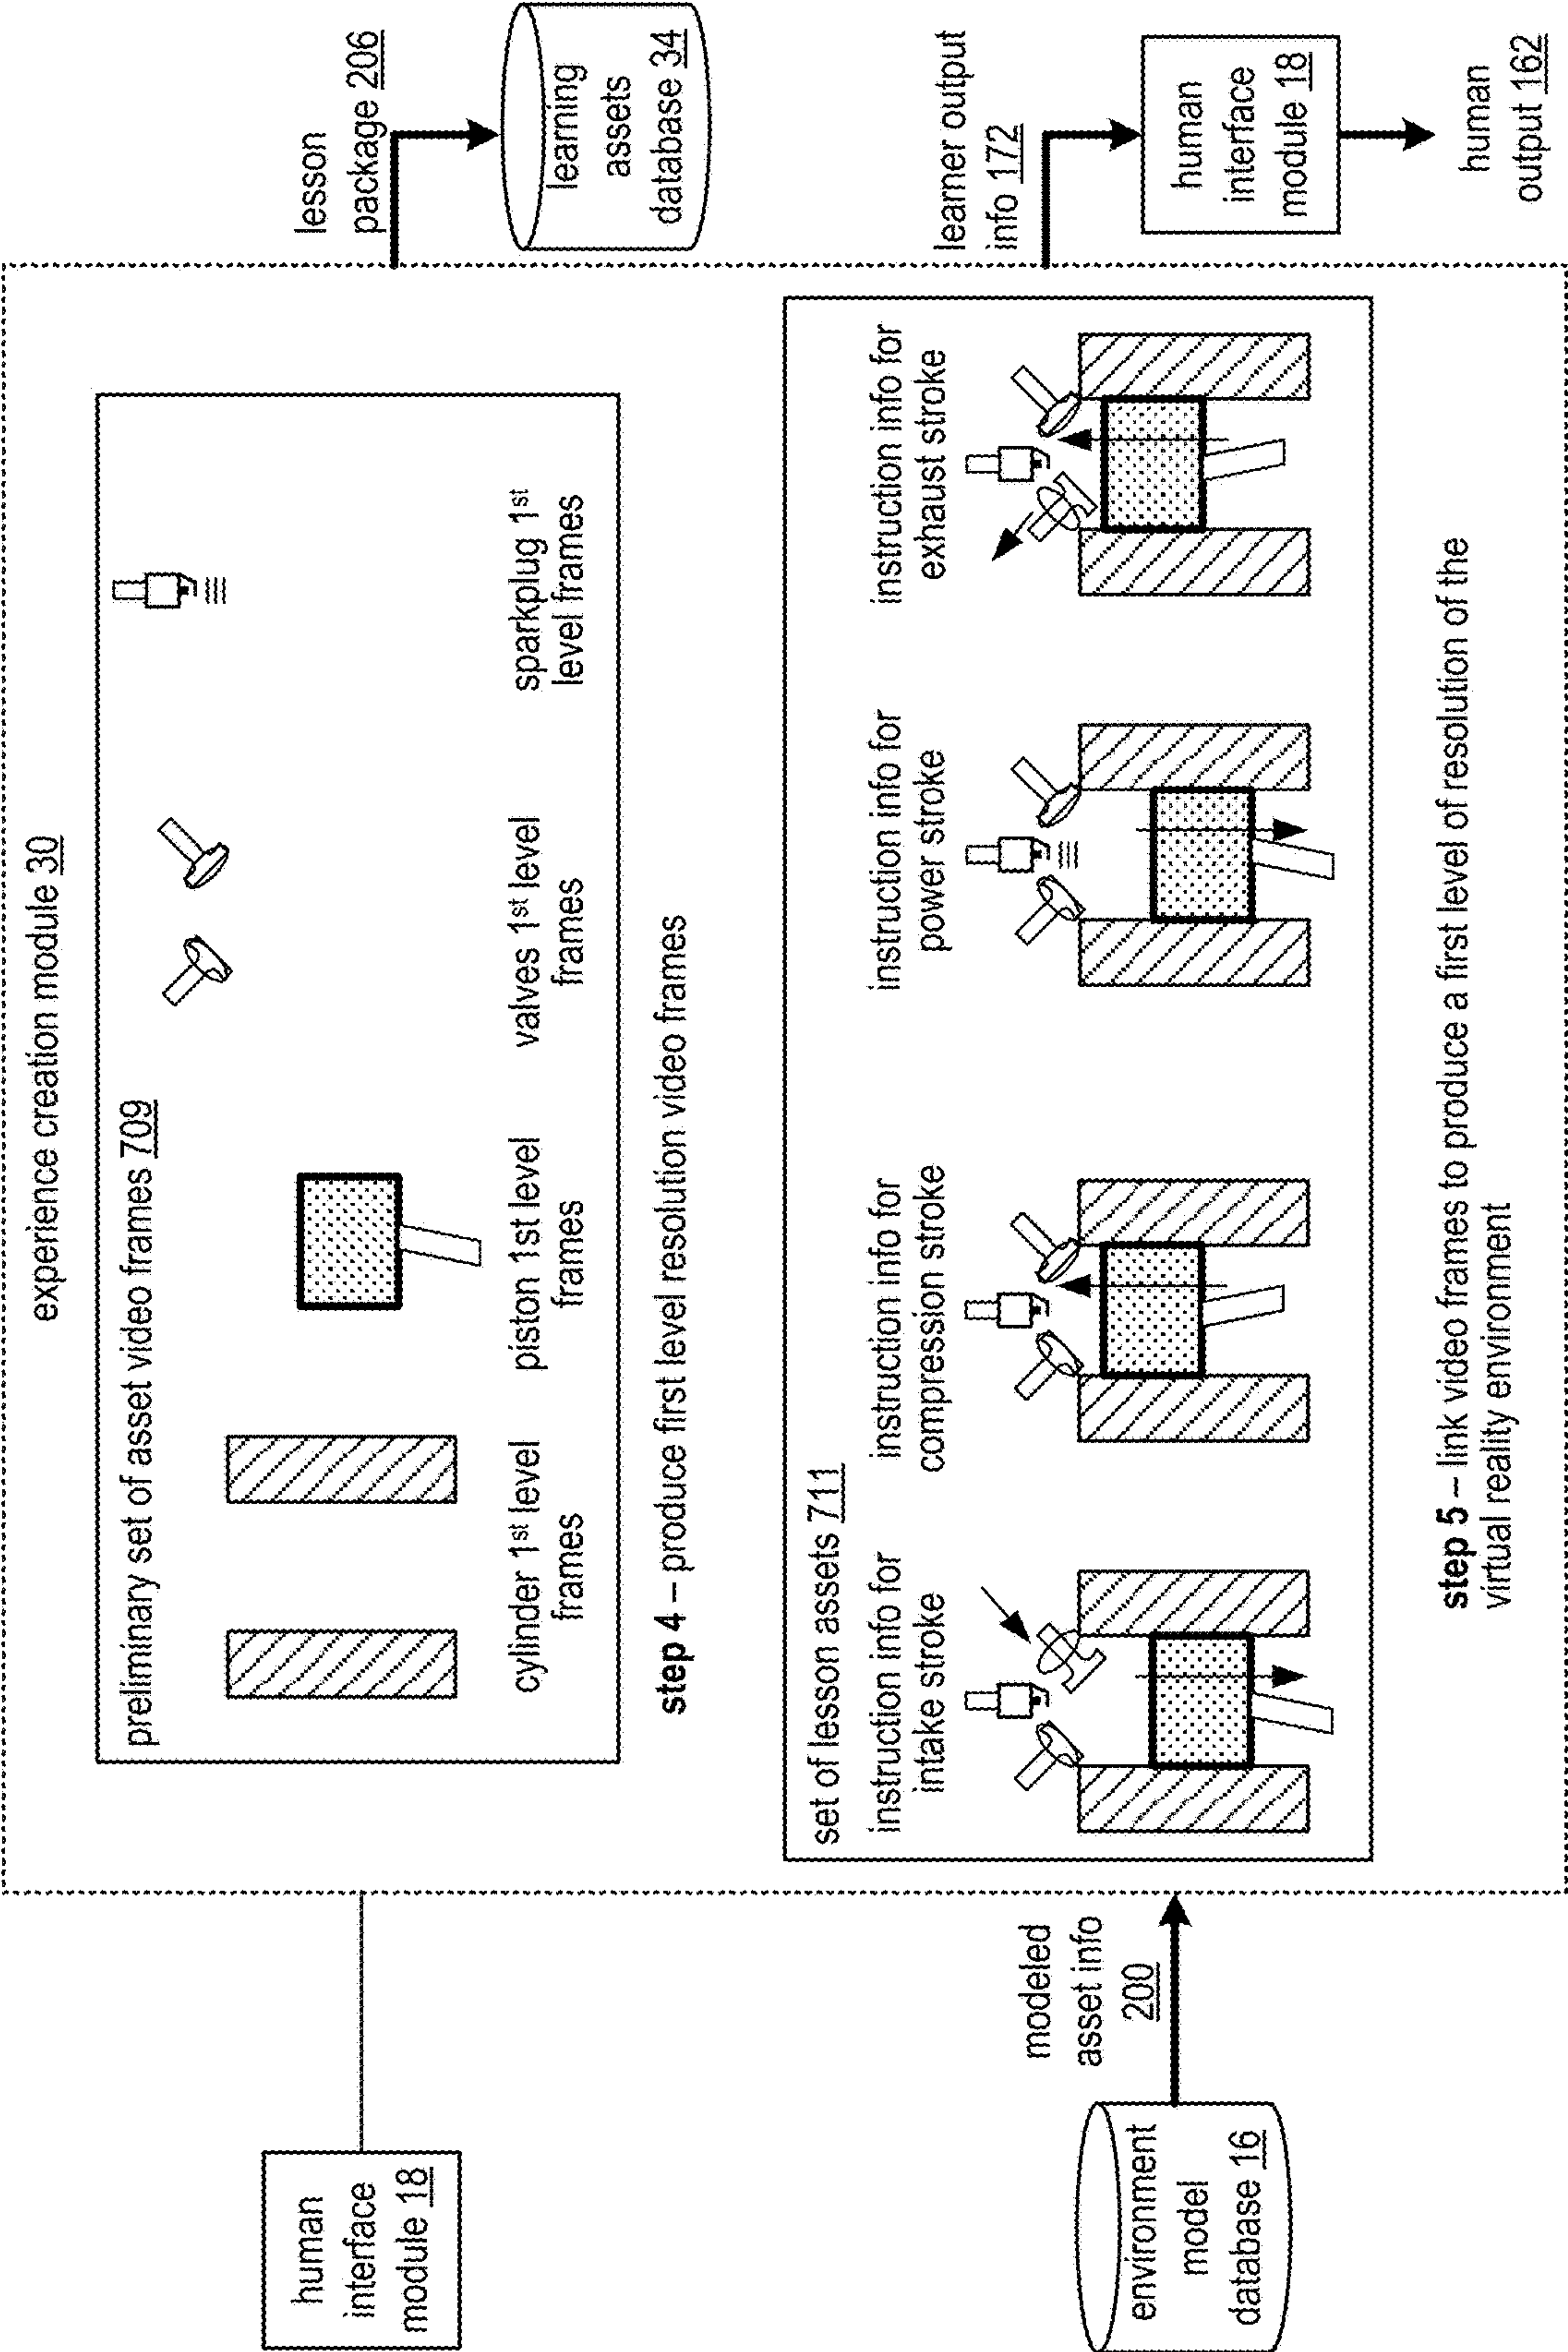 experience creation module 30
human
interface
module 18
preliminary set of asset video frames 709
cylinder 1st level
frames
piston 1st level
frames
valves 1st level
frames
sparkplug 1st
level frames
step 4 – produce first level resolution video frames
lesson
package 206
learning
assets
database 34
environment
model
database 16
modeled
asset info
200
set of lesson assets 711
instruction info for
intake stroke
instruction info for
compression stroke
instruction info for
power stroke
instruction info for
exhaust stroke
step 5 – link video frames to produce a first level of resolution of the
virtual reality environment
learner output
info 172
human
interface
module 18
human
output 162